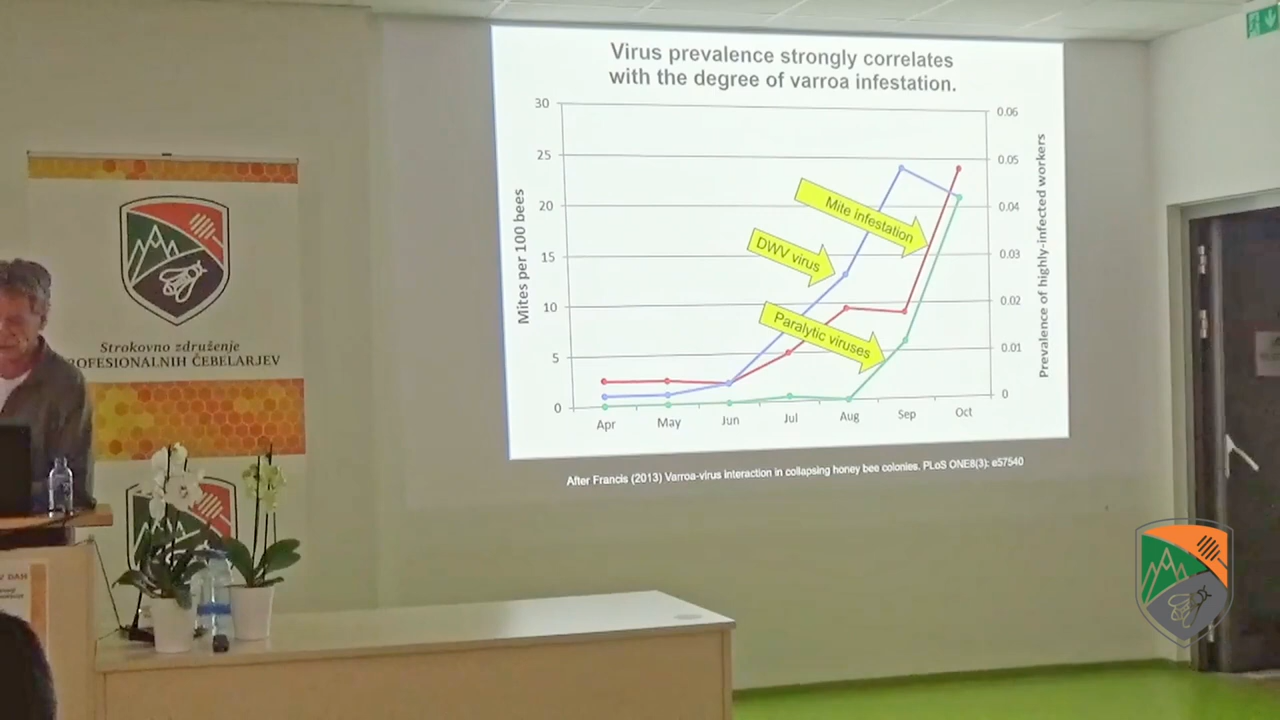 Virus prevalence strongly correlates
with the degree of varroa infestation.
Mites per 100 bees
30
25
20
15
10
5
0
0.06
0.05
0.04
0.03
0.02
0.01
0
Prevalence of highly-infected workers
Mite infestation
DWV virus
Paralytic viruses
Apr May Jun Jul Aug Sep Oct
After Francis (2013) Varroa-virus interaction in collapsing honey bee colonies. PLoS ONE8(3): e57540
Strokovno združenje
ROFESIONALNIH ČEBELARJEV
DAH